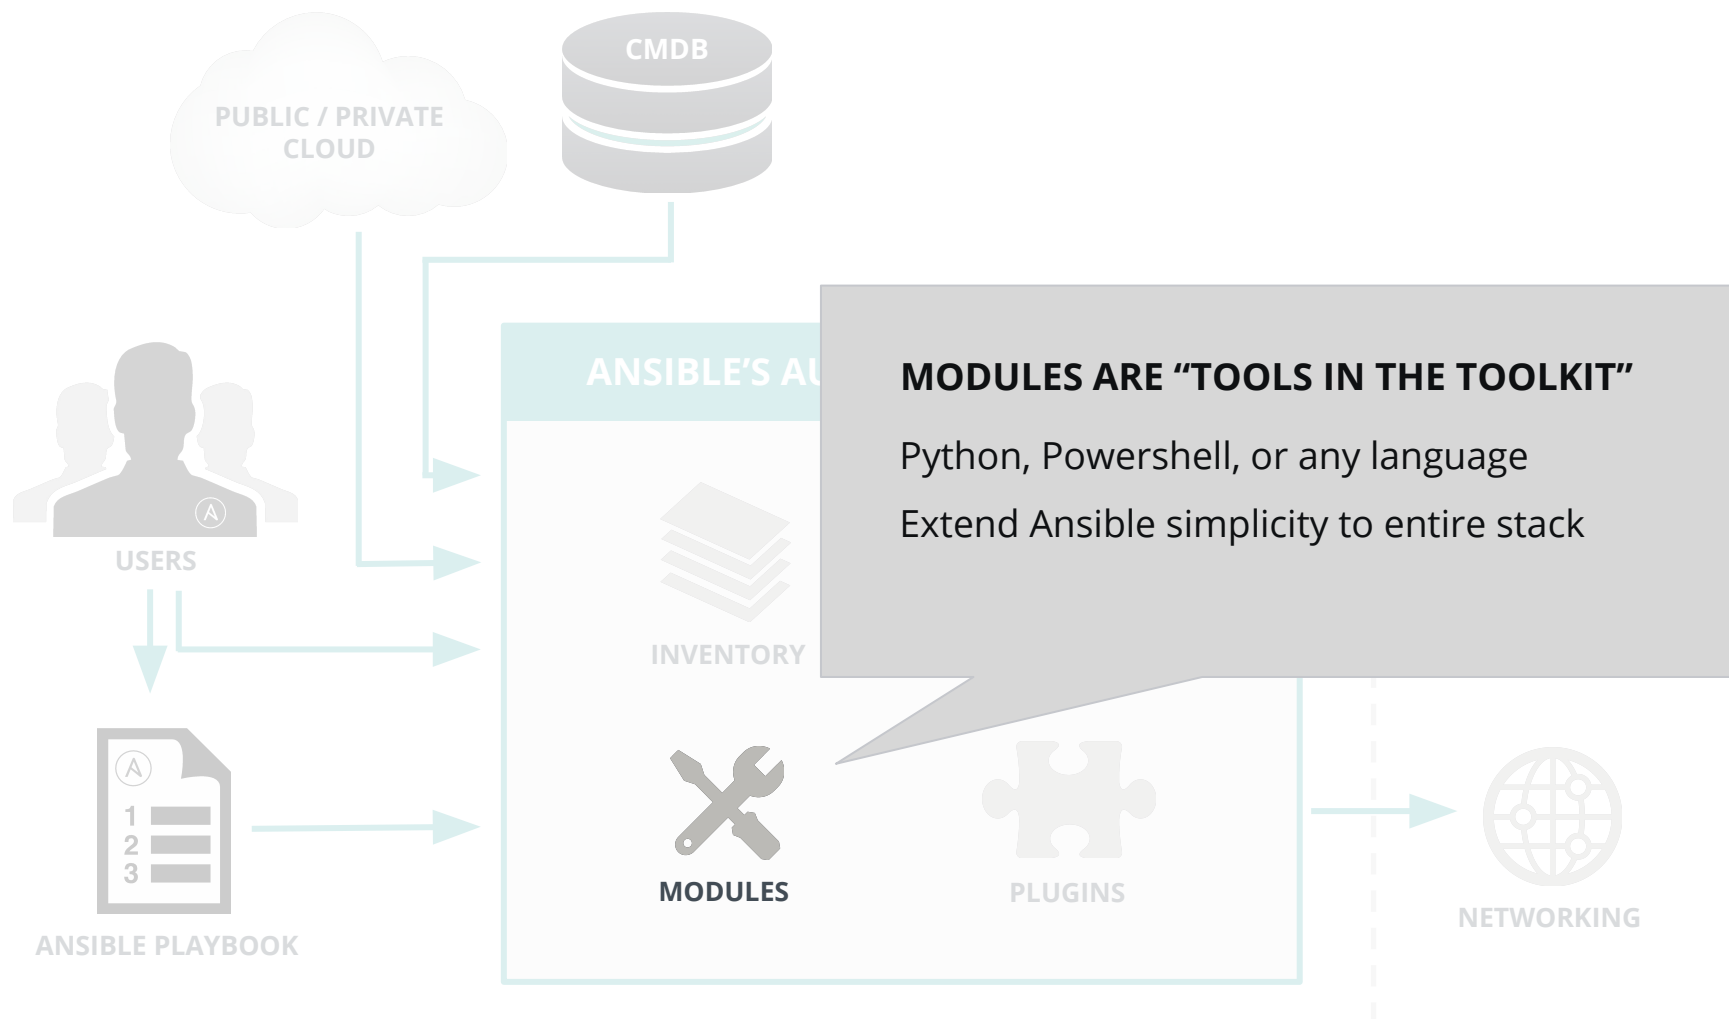 CMDB
PUBLIC / PRIVATE
CLOUD
ANSIBLE’S AU
MODULES ARE “TOOLS IN THE TOOLKIT”
Python, Powershell, or any language
Extend Ansible simplicity to entire stack
USERS
INVENTORY
1
2
3
MODULES
PLUGINS
NETWORKING
ANSIBLE PLAYBOOK